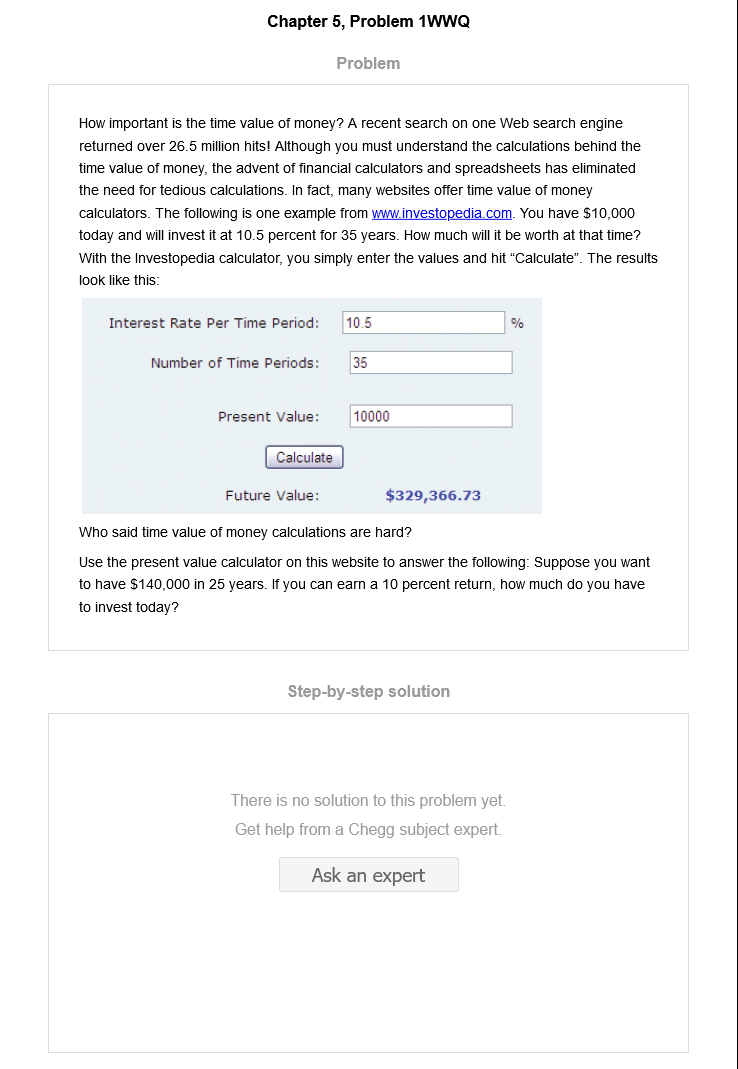 Chapter 5, Problem 1WWQ
Problem
How important is the time value of money? A recent search on one Web search engine
returned over 26.5 million hits! Although you must understand the calculations behind the
time value of money, the advent of financial calculators and spreadsheets has eliminated
the need for tedious calculations. In fact, many websites offer time value of money
calculators. The following is one example from www.investopedia.com. You have $10,000
today and will invest it at 10.5 percent for 35 years. How much will it be worth at that time?
With the Investopedia calculator, you simply enter the values and hit “Calculate”. The results
look like this:
Interest Rate Per Time Period: 10.5 %
Number of Time Periods: 35
Present Value: 10000
Calculate
Future Value: $329,366.73
Who said time value of money calculations are hard?
Use the present value calculator on this website to answer the following: Suppose you want
to have $140,000 in 25 years. If you can earn a 10 percent return, how much do you have
to invest today?
Step-by-step solution
There is no solution to this problem yet.
Get help from a Chegg subject expert.
Ask an expert